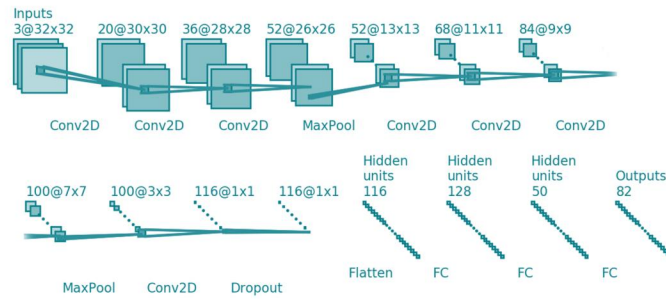 Inputs
3@32x32 20@30x30 36@28x28 52@26x26 52@13x13 68@11x11 84@9x9
Conv2D Conv2D Conv2D MaxPool Conv2D Conv2D Conv2D
Hidden Hidden Hidden
units units units Outputs
100@7x7 100@3x3 116@1x1 116@1x1 116 128 50 82
Flatten FC FC FC
MaxPool Conv2D Dropout